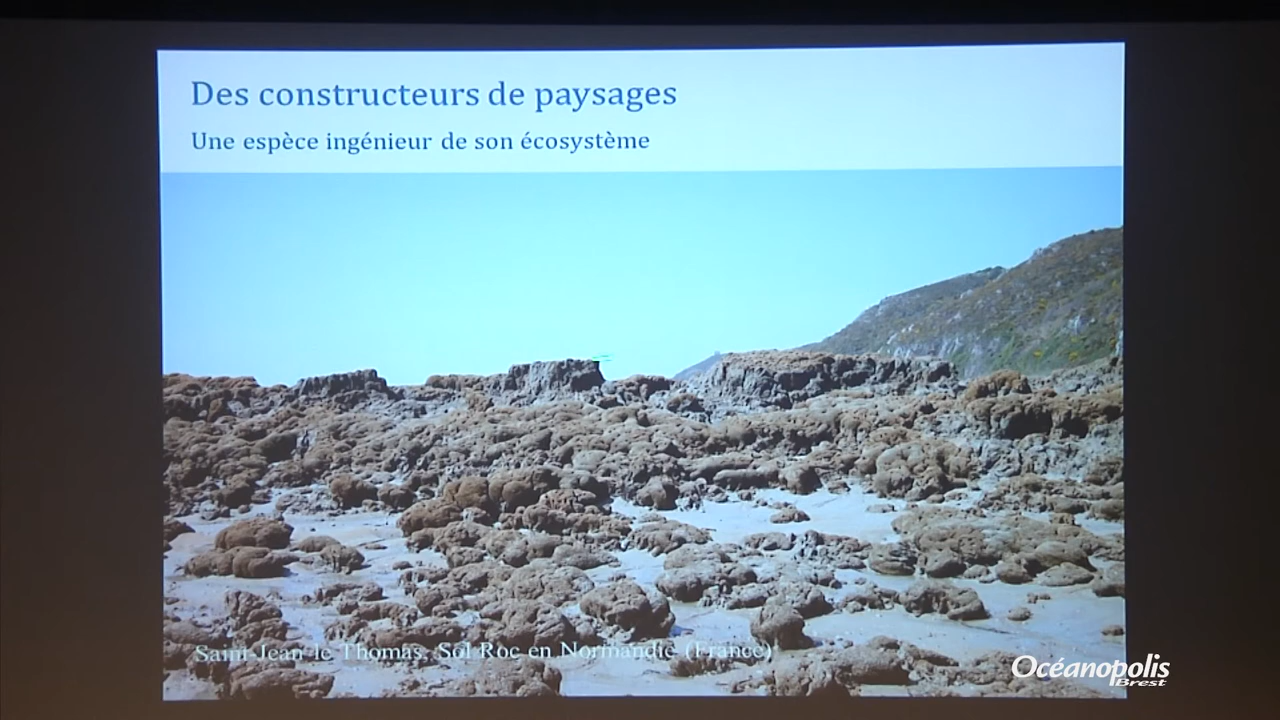 Des constructeurs de paysages
Une espèce ingénieur de son écosystème
Saint Jean le Thomas, Sol Roc en Normandie (France)
Océanopolis
Brest